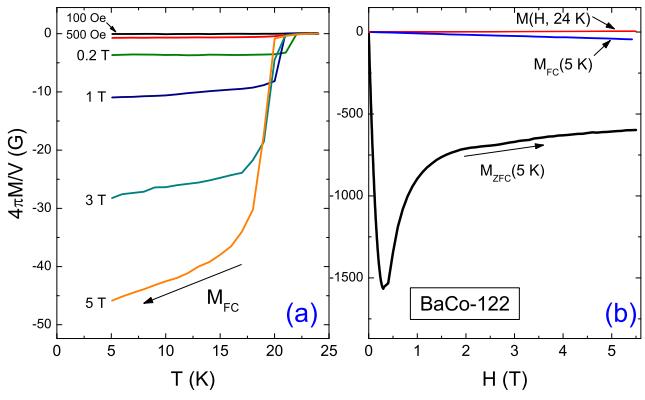 0
-10
-20
-30
-40
-50
0
5
10
15
20
25
4πM/V (G)
T (K)
100 Oe
500 Oe
0.2 T
1 T
3 T
5 T
M_FC
(a)
0
-500
1000
1500
0
1
2
3
4
5
H (T)
M(H, 24 K)
M_FC(5 K)
M_ZFC(5 K)
BaCo-122
(b)